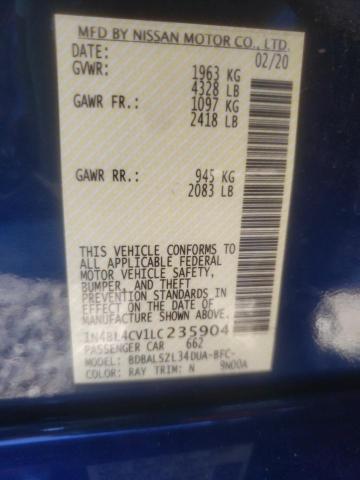 MFD BY NISSAN MOTOR CO., LTD.
DATE: 02/20
GVWR: 1963 KG
4328 LB
GAWR FR.: 1097 KG
2418 LB
GAWR RR.: 945 KG
2083 LB
THIS VEHICLE CONFORMS TO
ALL APPLICABLE FEDERAL
MOTOR VEHICLE SAFETY,
BUMPER, AND THEFT
PREVENTION STANDARDS IN
EFFECT ON THE DATE OF
MANUFACTURE SHOWN ABOVE.
1N4BL4CV1LC235904
PASSENGER CAR 662
MODEL: BDBALSZL34DUA-BFC-
COLOR: RAY TRIM: N 9N00A